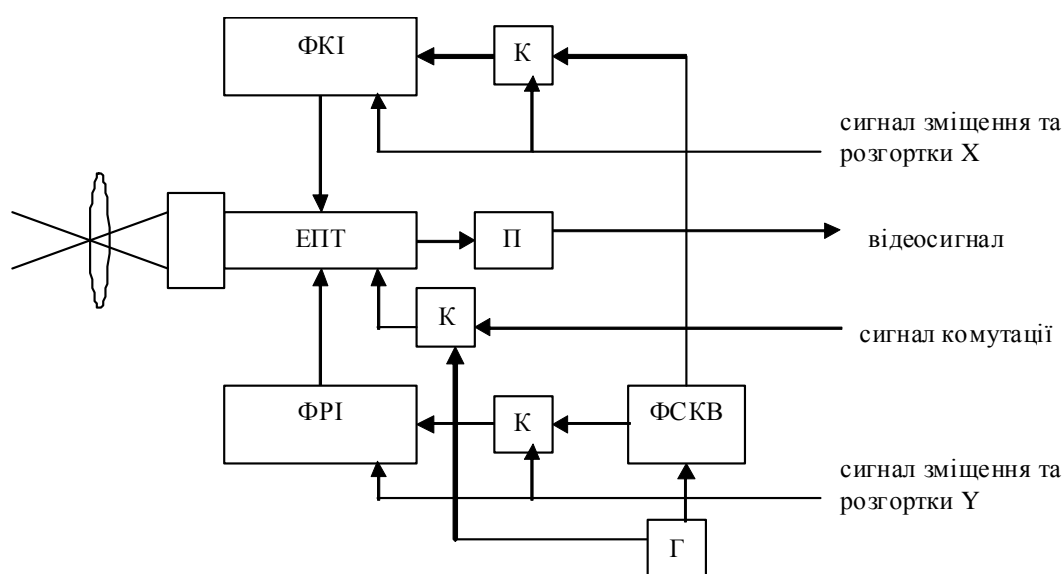 ФКІ
К
сигнал зміщення та
розгортки X
ЕПТ
П
відеосигнал
К
сигнал комутації
ФРІ
К
ФСКВ
сигнал зміщення та
розгортки Y
Г